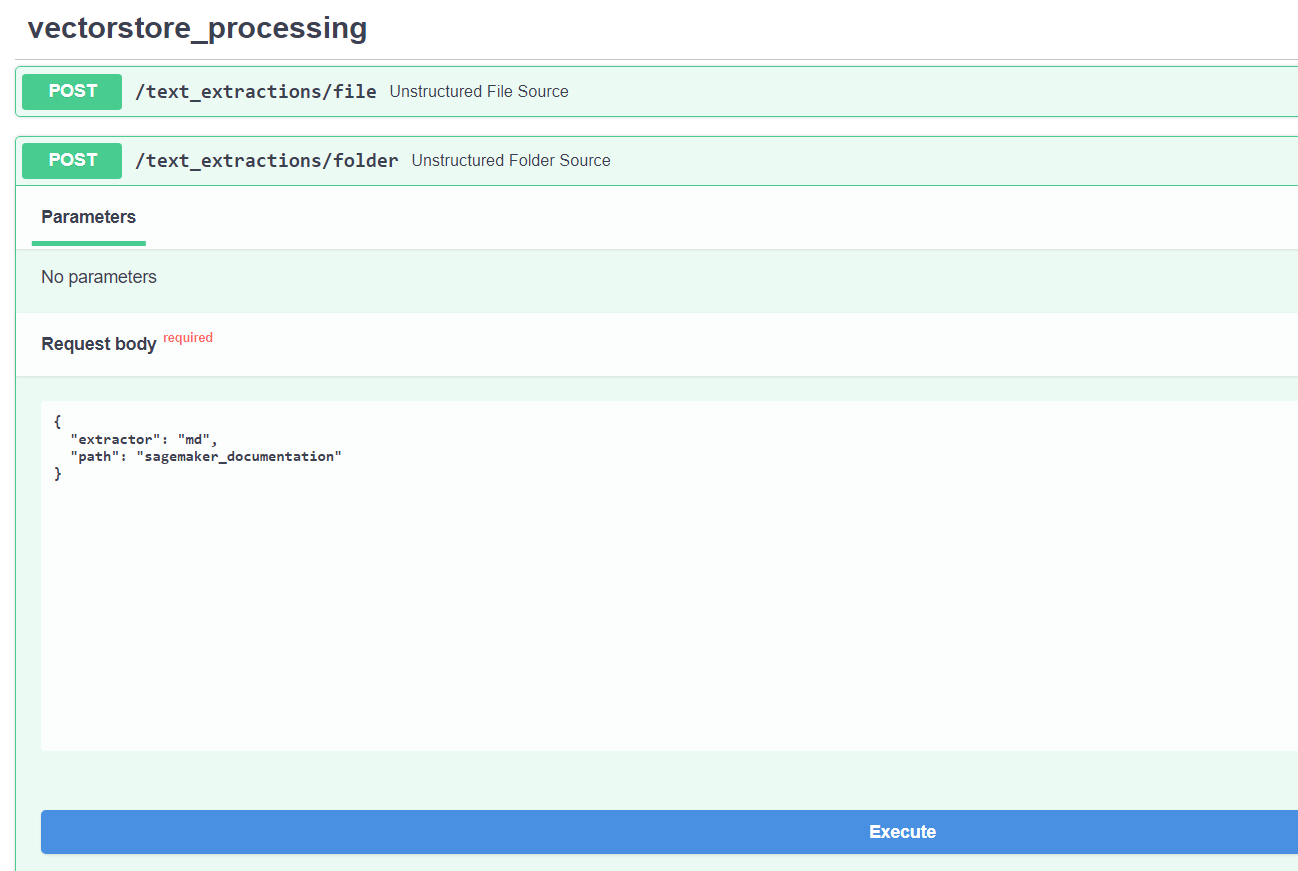 vectorstore_processing
POST /text_extractions/file Unstructured File Source
POST /text_extractions/folder Unstructured Folder Source
Parameters
No parameters
Request body required
{
  "extractor": "md",
  "path": "sagemaker_documentation"
}
Execute